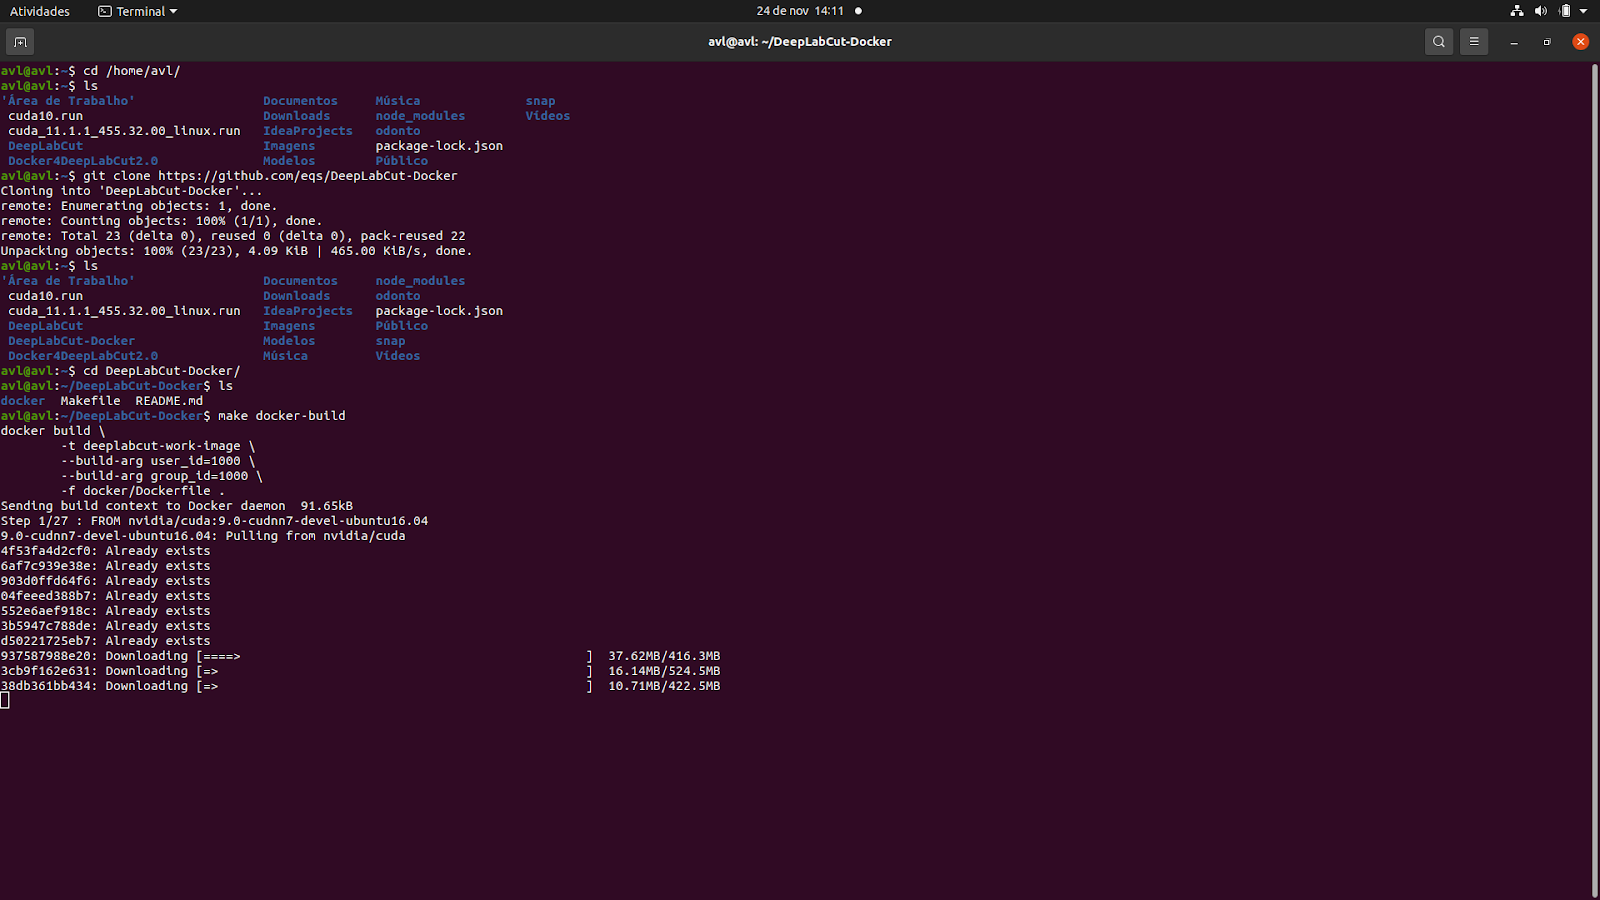 Atividades Terminal 24 de nov 14:11
avl@avl: ~/DeepLabCut-Docker
avl@avl:~$ cd /home/avl/
avl@avl:~$ ls
'Área de Trabalho' Documentos Música snap
cuda10.run Downloads node_modules Vídeos
cuda_11.1.1_455.32.00_linux.run IdeaProjects odonto
DeepLabCut Imagens package-lock.json
Docker4DeepLabCut2.0 Modelos Público
avl@avl:~$ git clone https://github.com/eqs/DeepLabCut-Docker
Cloning into 'DeepLabCut-Docker'...
remote: Enumerating objects: 1, done.
remote: Counting objects: 100% (1/1), done.
remote: Total 23 (delta 0), reused 0 (delta 0), pack-reused 22
Unpacking objects: 100% (23/23), 4.09 KiB | 465.00 KiB/s, done.
avl@avl:~$ ls
'Área de Trabalho' Documentos node_modules
cuda10.run Downloads odonto
cuda_11.1.1_455.32.00_linux.run IdeaProjects package-lock.json
DeepLabCut Imagens Público
DeepLabCut-Docker Modelos snap
Docker4DeepLabCut2.0 Música Vídeos
avl@avl:~$ cd DeepLabCut-Docker/
avl@avl:~/DeepLabCut-Docker$ ls
docker Makefile README.md
avl@avl:~/DeepLabCut-Docker$ make docker-build
docker build \
-t deeplabcut-work-image \
--build-arg user_id=1000 \
--build-arg group_id=1000 \
-f docker/Dockerfile .
Sending build context to Docker daemon 91.65kB
Step 1/27 : FROM nvidia/cuda:9.0-cudnn7-devel-ubuntu16.04
9.0-cudnn7-devel-ubuntu16.04: Pulling from nvidia/cuda
4f53fa4d2cf0: Already exists
6af7c939e38e: Already exists
903d0ffd64f6: Already exists
04feeed388b7: Already exists
552e6aef918c: Already exists
3b5947c788de: Already exists
d50221725eb7: Already exists
937587988e20: Downloading [====> ] 37.62MB/416.3MB
3cb9f162e631: Downloading [=> ] 16.14MB/524.5MB
38db361bb434: Downloading [=> ] 10.71MB/422.5MB